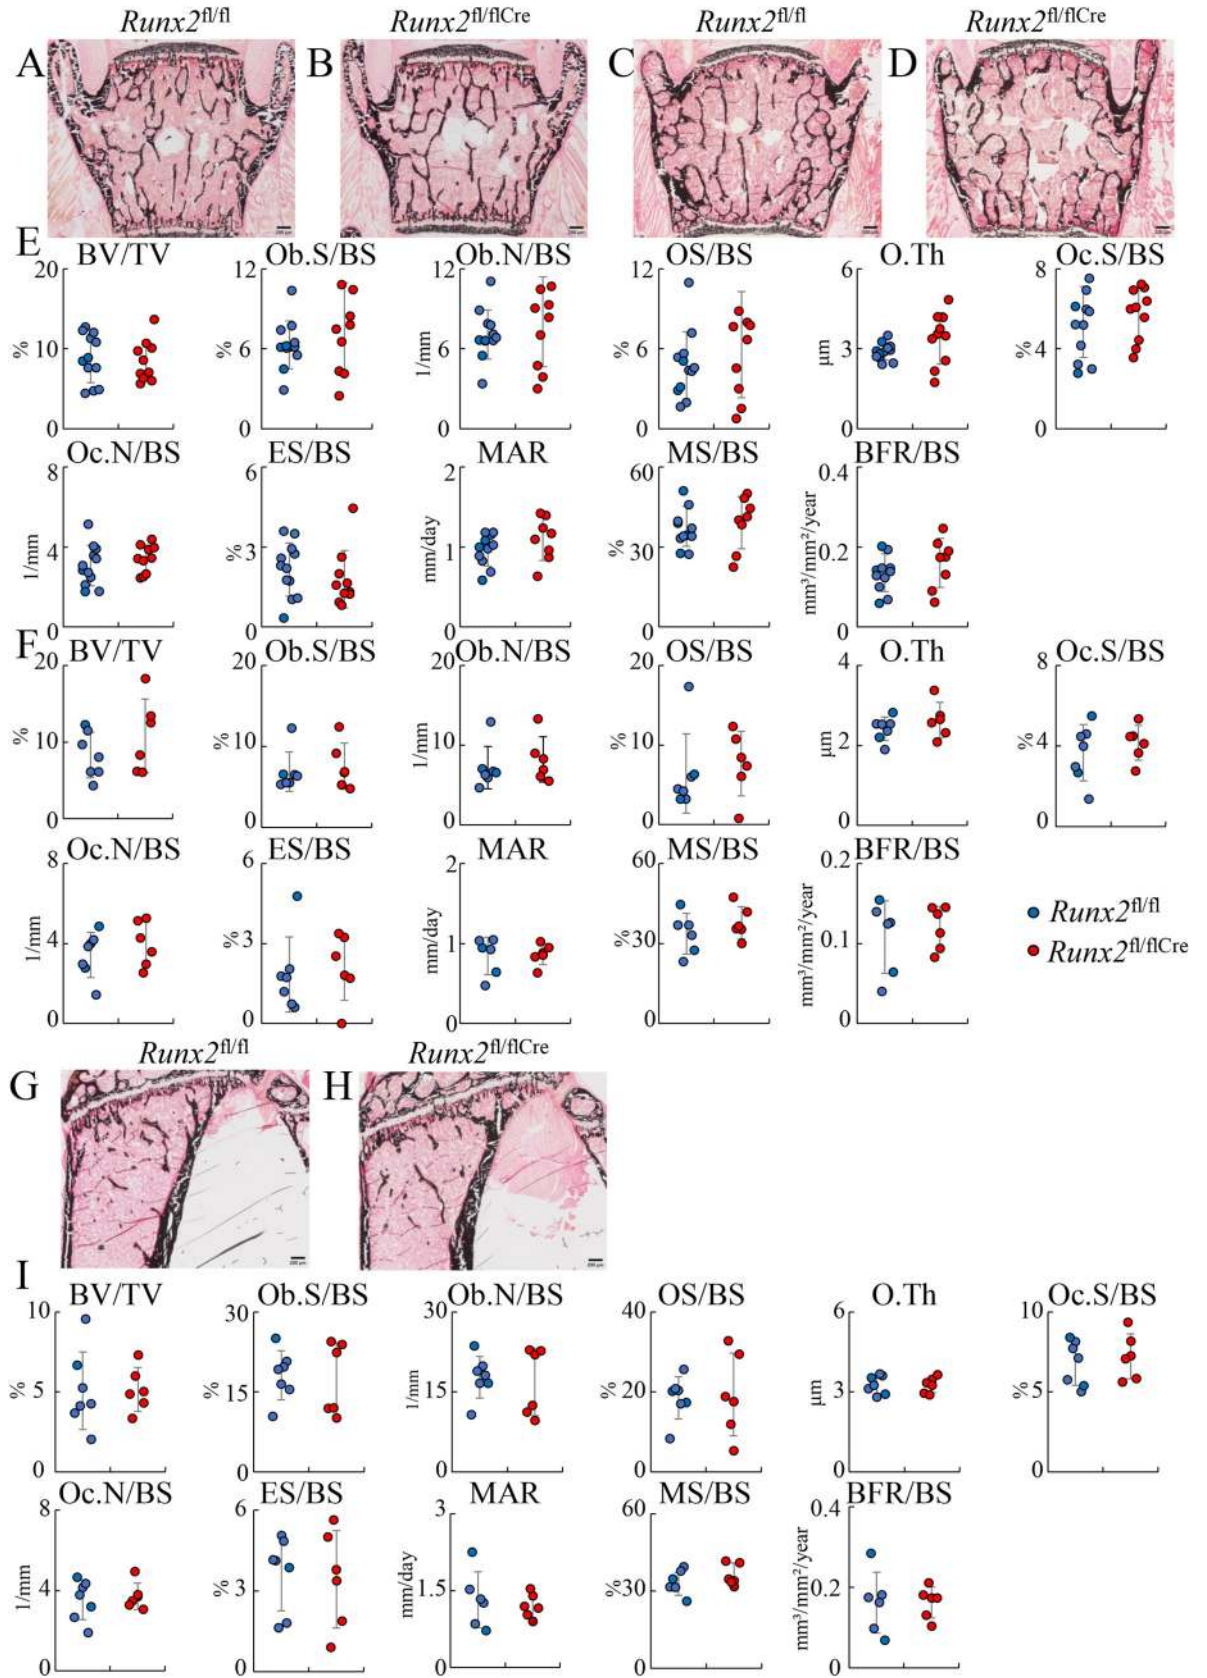 Runx2fl/fl Runx2fl/flCre Runx2fl/fl Runx2fl/flCre
A B C D
E
BV/TV Ob.S/BS Ob.N/BS OS/BS O.Th Oc.S/BS
20 12 12 12 6 8
% % 1/mm % µm %
10 6 6 6 3 4
0 0 0 0 0 0
Oc.N/BS ES/BS MAR MS/BS BFR/BS
8 6 2 60 0.4
1/mm % mm/day % mm³/mm²/year
4 3 1 30 0.2
0 0 0 0 0
F
BV/TV Ob.S/BS Ob.N/BS OS/BS O.Th Oc.S/BS
20 20 20 20 4 8
% % 1/mm % µm %
10 10 10 10 2 4
0 0 0 0 0 0
Oc.N/BS ES/BS MAR MS/BS BFR/BS
8 6 2 60 0.2
1/mm % mm/day % mm³/mm²/year
4 3 1 30 0.1
0 0 0 0 0
Runx2fl/fl
Runx2fl/flCre
Runx2fl/fl Runx2fl/flCre
G H
I
BV/TV Ob.S/BS Ob.N/BS OS/BS O.Th Oc.S/BS
10 30 30 40 6 10
% % 1/mm % µm %
5 15 15 20 3 5
0 0 0 0 0 0
Oc.N/BS ES/BS MAR MS/BS BFR/BS
8 6 3 60 0.4
1/mm % mm/day % mm³/mm²/year
4 3 1.5 30 0.2
0 0 0 0 0